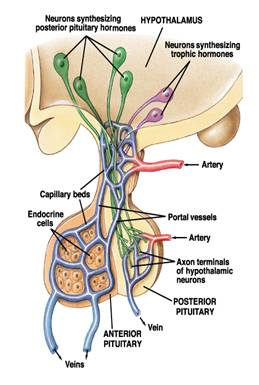 Neurons synthesizing
posterior pituitary hormones
HYPOTHALAMUS
Neurons synthesizing
trophic hormones
Artery
Capillary beds
Endocrine
cells
Portal vessels
Artery
Axon terminals
of hypothalamic
neurons
POSTERIOR
PITUITARY
Vein
ANTERIOR
PITUITARY
Veins